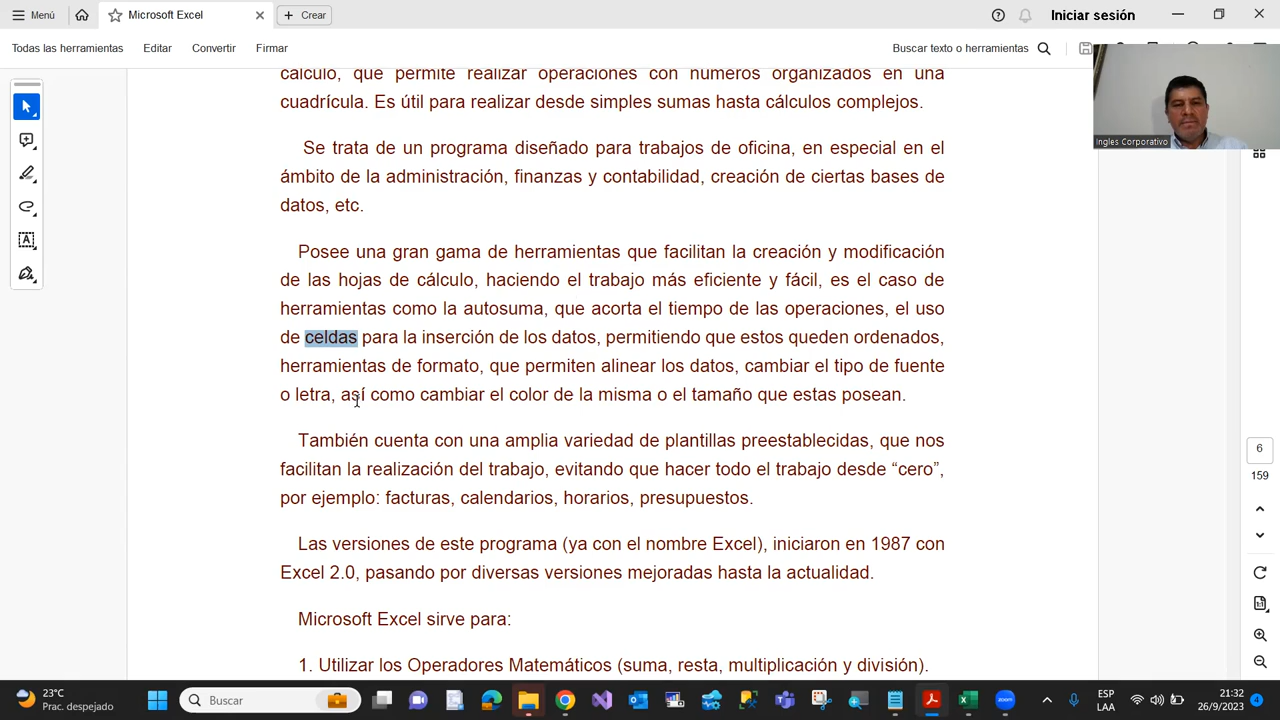 Menú
Microsoft Excel
Crear
Iniciar sesión
Todas las herramientas
Editar
Convertir
Firmar
Buscar texto o herramientas
Ingles Corporativo
cálculo, que permite realizar operaciones con números organizados en una
cuadrícula. Es útil para realizar desde simples sumas hasta cálculos complejos.
Se trata de un programa diseñado para trabajos de oficina, en especial en el
ámbito de la administración, finanzas y contabilidad, creación de ciertas bases de
datos, etc.
Posee una gran gama de herramientas que facilitan la creación y modificación
de las hojas de cálculo, haciendo el trabajo más eficiente y fácil, es el caso de
herramientas como la autosuma, que acorta el tiempo de las operaciones, el uso
de celdas para la inserción de los datos, permitiendo que estos queden ordenados,
herramientas de formato, que permiten alinear los datos, cambiar el tipo de fuente
o letra, así como cambiar el color de la misma o el tamaño que estas posean.
También cuenta con una amplia variedad de plantillas preestablecidas, que nos
facilitan la realización del trabajo, evitando que hacer todo el trabajo desde “cero”,
por ejemplo: facturas, calendarios, horarios, presupuestos.
Las versiones de este programa (ya con el nombre Excel), iniciaron en 1987 con
Excel 2.0, pasando por diversas versiones mejoradas hasta la actualidad.
Microsoft Excel sirve para:
1. Utilizar los Operadores Matemáticos (suma, resta, multiplicación y división).
6
159
23°C
Prac. despejado
Buscar
ESP
LAA
21:32
26/9/2023
4